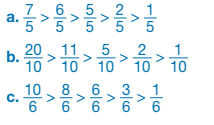 a. 7/5 > 6/5 > 5/5 > 2/5 > 1/5
b. 20/10 > 11/10 > 5/10 > 2/10 > 1/10
c. 10/6 > 8/6 > 6/6 > 3/6 > 1/6